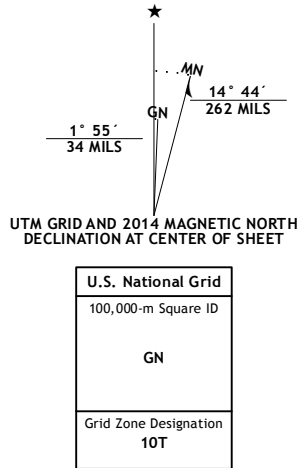 ★
MN
GN
1° 55´
34 MILS
14° 44´
262 MILS
UTM GRID AND 2014 MAGNETIC NORTH
DECLINATION AT CENTER OF SHEET
U.S. National Grid
100,000-m Square ID
GN
Grid Zone Designation
10T